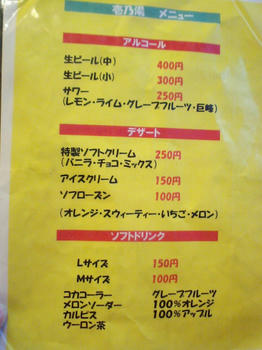 壱乃湯 メニュー
アルコール
生ビール(中) 400円
生ビール(小) 300円
サワー 250円
(レモン・ライム・グレープフルーツ・巨峰)
デザート
特製ソフトクリーム 250円
(バニラ・チョコ・ミックス)
アイスクリーム 150円
ソフローズン 100円
(オレンジ・スウィーティー・いちご・メロン)
ソフトドリンク
Lサイズ 150円
Mサイズ 100円
コカコーラー グレープフルーツ
メロンソーダー 100%オレンジ
カルピス 100%アップル
ウーロン茶